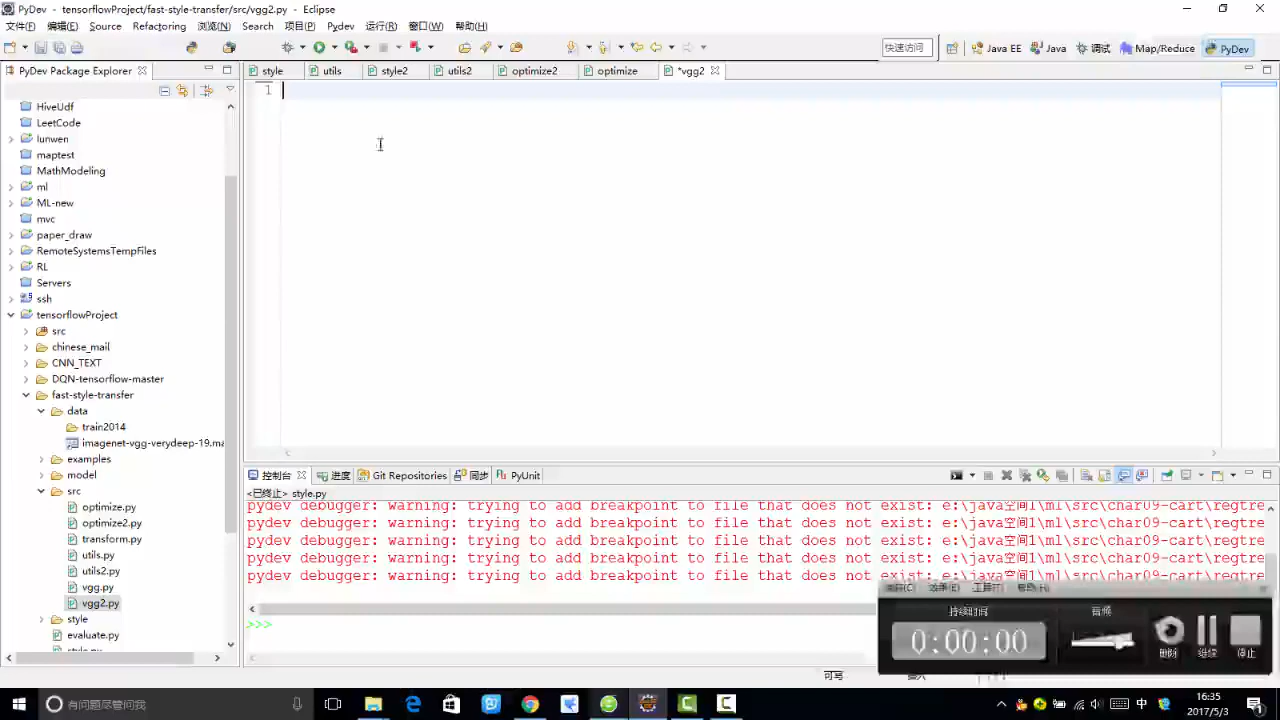 PyDev - tensorflowProject/fast-style-transfer/src/vgg2.py - Eclipse
文件(F) 编辑(E) Source Refactoring 浏览(N) Search 项目(P) Pydev 运行(R) 窗口(W) 帮助(H)
快速访问 Java EE Java 调试 Map/Reduce PyDev
PyDev Package Explorer
style utils style2 utils2 optimize2 optimize *vgg2
1
HiveUdf
LeetCode
lunwen
maptest
MathModeling
ml
ML-new
mvc
paper_draw
RemoteSystemsTempFiles
RL
Servers
ssh
tensorflowProject
src
chinese_mail
CNN_TEXT
DQN-tensorflow-master
fast-style-transfer
data
train2014
imagenet-vgg-verydeep-19.ma
examples
model
src
optimize.py
optimize2.py
transform.py
utils.py
utils2.py
vgg.py
vgg2.py
style
evaluate.py
控制台 进度 Git Repositories 同步 PyUnit
<已终止> style.py
pydev debugger: warning: trying to add breakpoint to file that does not exist: e:\java空间1\ml\src\char09-cart\regtre
pydev debugger: warning: trying to add breakpoint to file that does not exist: e:\java空间1\ml\src\char09-cart\regtre
pydev debugger: warning: trying to add breakpoint to file that does not exist: e:\java空间1\ml\src\char09-cart\regtre
pydev debugger: warning: trying to add breakpoint to file that does not exist: e:\java空间1\ml\src\char09-cart\regtre
pydev debugger: warning: trying to add breakpoint to file that does not exist: e:\java空间1\ml\src\char09-cart\regtre
>>>
持续时间 音频
0:00:00
删除 继续 停止
可写
有问题尽管问我
中
16:35
2017/5/3